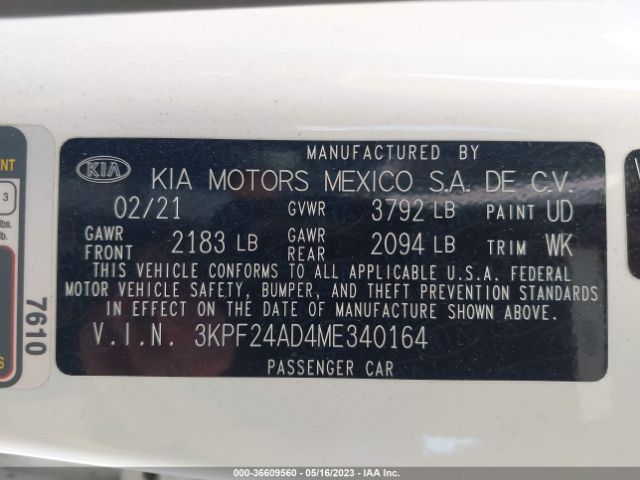 MANUFACTURED BY
KIA KIA MOTORS MEXICO S.A. DE C.V.
02/21 GVWR 3792 LB PAINT UD
GAWR FRONT 2183 LB GAWR REAR 2094 LB TRIM WK
THIS VEHICLE CONFORMS TO ALL APPLICABLE U.S.A. FEDERAL
MOTOR VEHICLE SAFETY, BUMPER, AND THEFT PREVENTION STANDARDS
IN EFFECT ON THE DATE OF MANUFACTURE SHOWN ABOVE.
V.I.N. 3KPF24AD4ME340164
PASSENGER CAR
7610
3
000-36609560 - 05/16/2023 - IAA Inc.